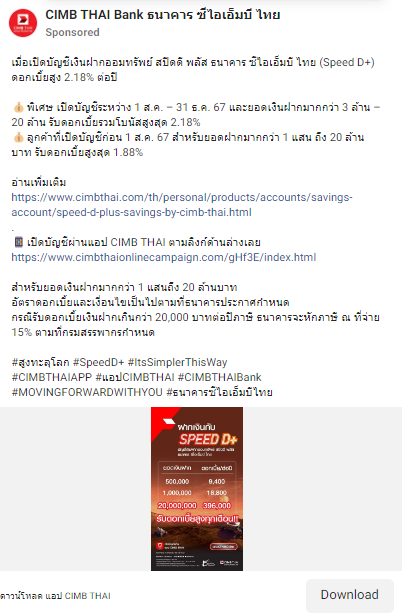 CIMB THAI Bank ธนาคาร ซีไอเอ็มบี ไทย
Sponsored
เมื่อเปิดบัญชีเงินฝากออมทรัพย์ สปีดดี พลัส ธนาคาร ซีไอเอ็มบี ไทย (Speed D+)
ดอกเบี้ยสูง 2.18% ต่อปี
👍 พิเศษ เปิดบัญชีระหว่าง 1 ส.ค. – 31 ธ.ค. 67 และยอดเงินฝากมากกว่า 3 ล้าน –
20 ล้าน รับดอกเบี้ยรวมโบนัสสูงสุด 2.18%
👍 ลูกค้าที่เปิดบัญชีก่อน 1 ส.ค. 67 สำหรับยอดฝากมากกว่า 1 แสน ถึง 20 ล้าน
บาท รับดอกเบี้ยสูงสุด 1.88%
อ่านเพิ่มเติม
https://www.cimbthai.com/th/personal/products/accounts/savings-
account/speed-d-plus-savings-by-cimb-thai.html
.
📱 เปิดบัญชีผ่านแอป CIMB THAI ตามลิงก์ด้านล่างเลย
https://www.cimbthaionlinecampaign.com/gHf3E/index.html
สำหรับยอดเงินฝากมากกว่า 1 แสนถึง 20 ล้านบาท
อัตราดอกเบี้ยและเงื่อนไขเป็นไปตามที่ธนาคารประกาศกำหนด
กรณีรับดอกเบี้ยเงินฝากเกินกว่า 20,000 บาทต่อปีภาษี ธนาคารจะหักภาษี ณ ที่จ่าย
15% ตามที่กรมสรรพากรกำหนด
#สูงทะลุโลก #SpeedD+ #ItsSimplerThisWay
#CIMBTHAIAPP #แอปCIMBTHAI #CIMBTHAIBank
#MOVINGFORWARDWITHYOU #ธนาคารซีไอเอ็มบีไทย
ฝากเงินกับ
SPEED D+
ยอดเงินฝาก ดอกเบี้ย/ต่อปี
500,000 9,400
1,000,000 18,800
20,000,000 396,000
รับดอกเบี้ยสูงทุกเดือน!!
ดาวน์โหลด แอป CIMB THAI
Download